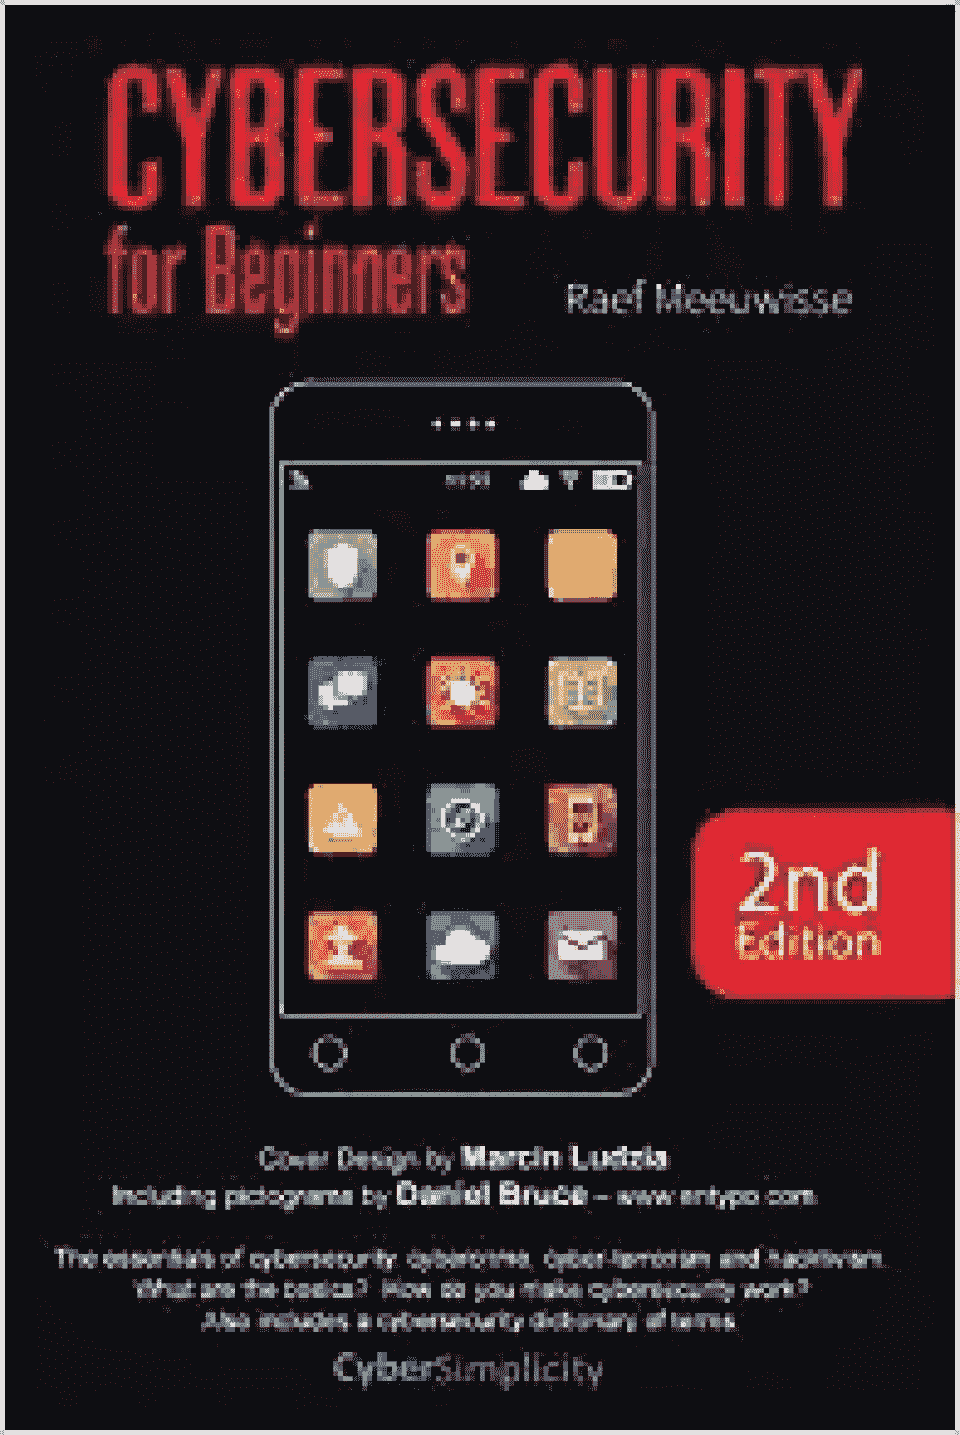 CYBERSECURITY
for Beginners
Raef Meeuwisse
2nd
Edition
Cover Design by Marcin Ludzia
Including pictograms by Daniel Bruce – www.entypo.com
The essentials of cybersecurity, cybercrime, cyber terrorism and
What are the basics? How do you make cybersecurity work?
Also includes a cybersecurity dictionary of terms.
CyberSimplicity